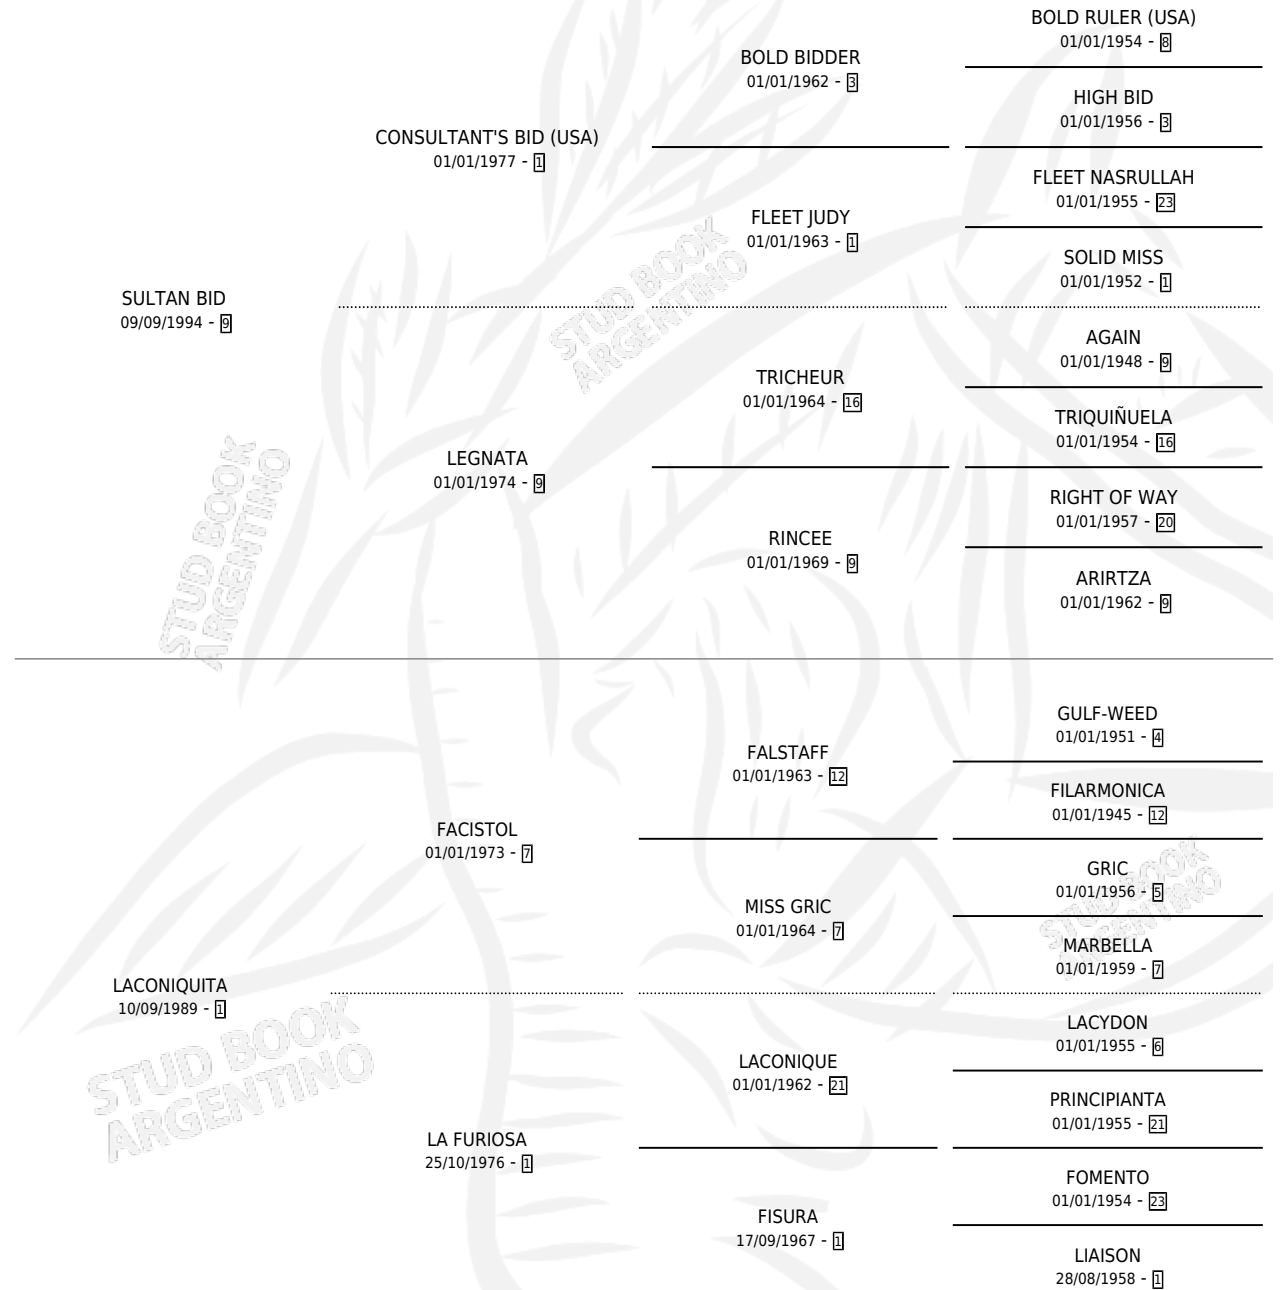 BOLD RULER (USA)
01/01/1954 - 8
BOLD BIDDER
01/01/1962 - 3
HIGH BID
01/01/1956 - 3
CONSULTANT'S BID (USA)
01/01/1977 - 1
FLEET NASRULLAH
01/01/1955 - 23
FLEET JUDY
01/01/1963 - 1
SOLID MISS
01/01/1952 - 1
SULTAN BID
09/09/1994 - 9
AGAIN
01/01/1948 - 9
TRICHEUR
01/01/1964 - 16
TRIQUIÑUELA
01/01/1954 - 16
LEGNATA
01/01/1974 - 9
RIGHT OF WAY
01/01/1957 - 20
RINCEE
01/01/1969 - 9
ARIRTZA
01/01/1962 - 9
GULF-WEED
01/01/1951 - 4
FALSTAFF
01/01/1963 - 12
FILARMONICA
01/01/1945 - 12
FACISTOL
01/01/1973 - 7
GRIC
01/01/1956 - 5
MISS GRIC
01/01/1964 - 7
MARBELLA
01/01/1959 - 7
LACONIQUITA
10/09/1989 - 1
LACYDON
01/01/1955 - 6
LACONIQUE
01/01/1962 - 21
PRINCIPIANTA
01/01/1955 - 21
LA FURIOSA
25/10/1976 - 1
FOMENTO
01/01/1954 - 23
FISURA
17/09/1967 - 1
LIAISON
28/08/1958 - 1
STUD BOOK
ARGENTINO
STUD BOOK
ARGENTINO
STUD BOOK
ARGENTINO
STUD BOOK
ARGENTINO